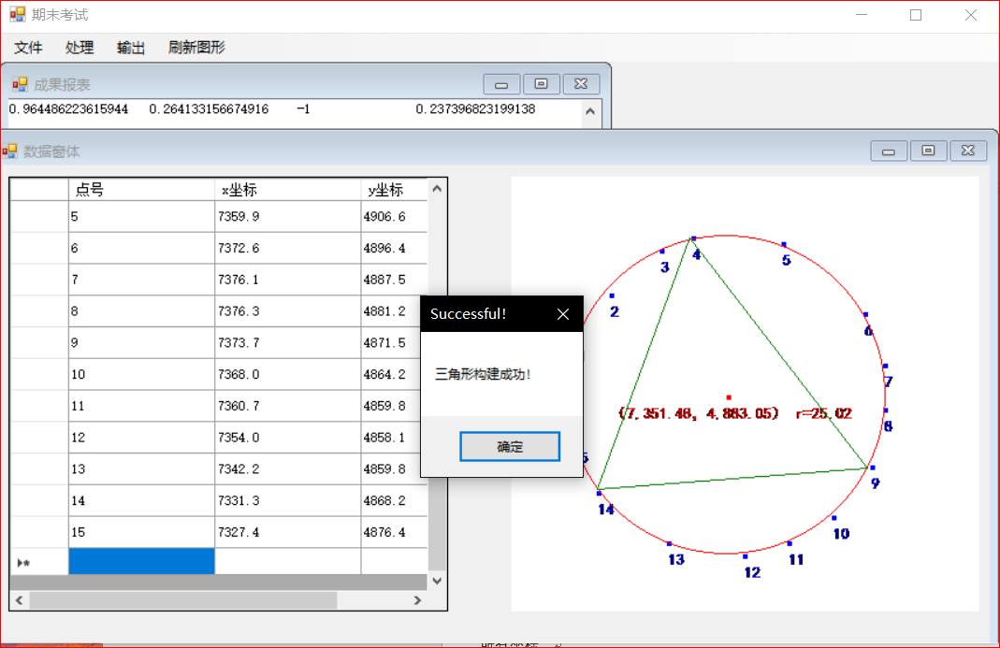 期末考试
文件 处理 输出 刷新图形
成果报表
0.964486223615944 0.264133156674916 -1 0.237396823199138
数据窗体
点号 x坐标 y坐标
5 7359.9 4906.6
6 7372.6 4896.4
7 7376.1 4887.5
8 7376.3 4881.2
9 7373.7 4871.5
10 7368.0 4864.2
11 7360.7 4859.8
12 7354.0 4858.1
13 7342.2 4859.8
14 7331.3 4868.2
15 7327.4 4876.4
Successful!
三角形构建成功!
确定
4
3
5
2
6
7
(7,351.46, 4,883.05) r=25.02
8
5
9
14
10
13
11
12